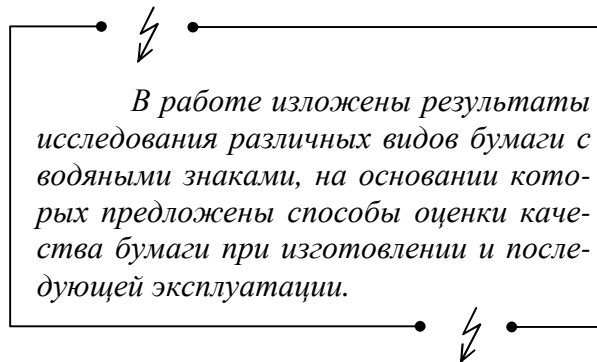 В работе изложены результаты
исследования различных видов бумаги с
водяными знаками, на основании кото-
рых предложены способы оценки каче-
ства бумаги при изготовлении и после-
дующей эксплуатации.